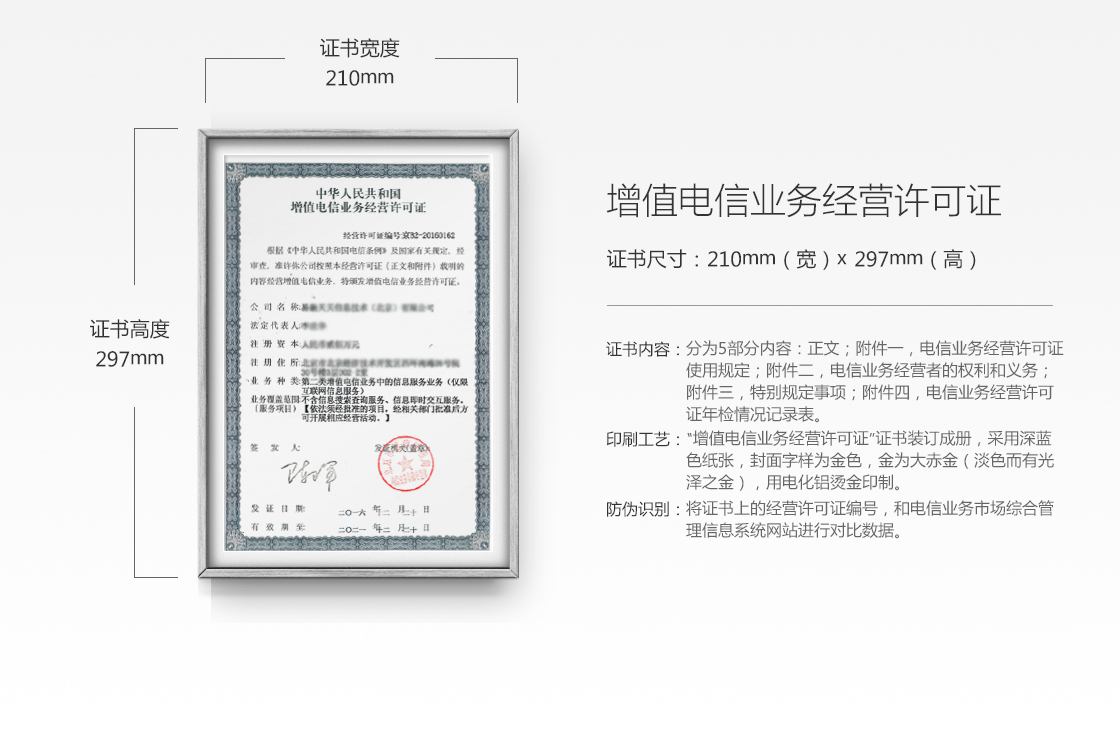 证书宽度
210mm
证书高度
297mm
中华人民共和国
增值电信业务经营许可证
经营许可证编号:京B2-20160162
根据《中华人民共和国电信条例》及国家有关规定，经
审查，准许你公司按照本经营许可证（正文和附件）载明的
内容经营增值电信业务，特颁发增值电信业务经营许可证。
公司名称:
法定代表人:
注册资本:
注册住所:
业务种类:第二类增值电信业务中的信息服务业务（仅限
互联网信息服务）
业务覆盖范围:不含信息搜索查询服务、信息即时交互服务。
（服务项目）【依法须经批准的项目，经相关部门批准后方
可开展相应经营活动。】
签发人:
发证机关(盖章):
发证日期: 二〇一六年十二月二十日
有效期至: 二〇二一年十二月二十日
增值电信业务经营许可证
证书尺寸：210mm（宽）x 297mm（高）
证书内容：分为5部分内容：正文；附件一，电信业务经营许可证
使用规定；附件二，电信业务经营者的权利和义务；
附件三，特别规定事项；附件四，电信业务经营许可
证年检情况记录表。
印刷工艺：“增值电信业务经营许可证”证书装订成册，采用深蓝
色纸张，封面字样为金色，金为大赤金（淡色而有光
泽之金），用电化铝烫金印制。
防伪识别：将证书上的经营许可证编号，和电信业务市场综合管
理信息系统网站进行对比数据。